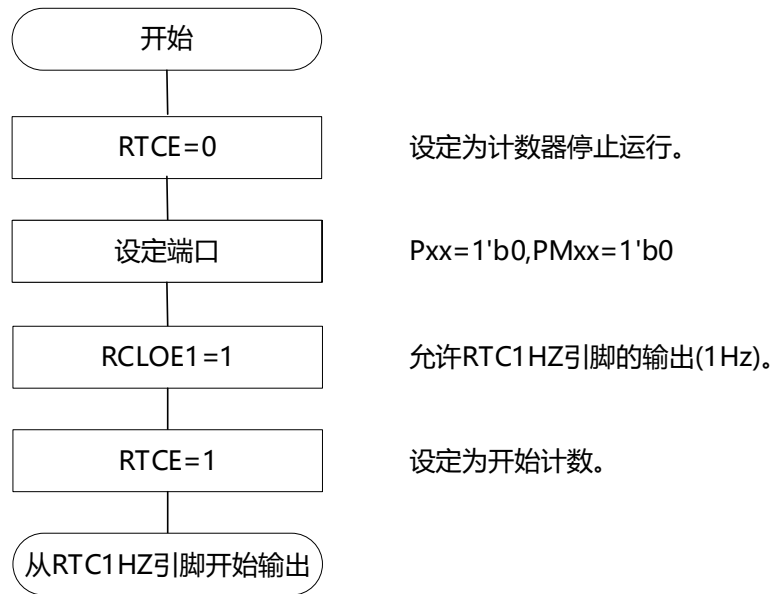 开始
RTCE=0 设定为计数器停止运行。
设定端口 Pxx=1'b0,PMxx=1'b0
RCLOE1=1 允许RTC1HZ引脚的输出(1Hz)。
RTCE=1 设定为开始计数。
从RTC1HZ引脚开始输出